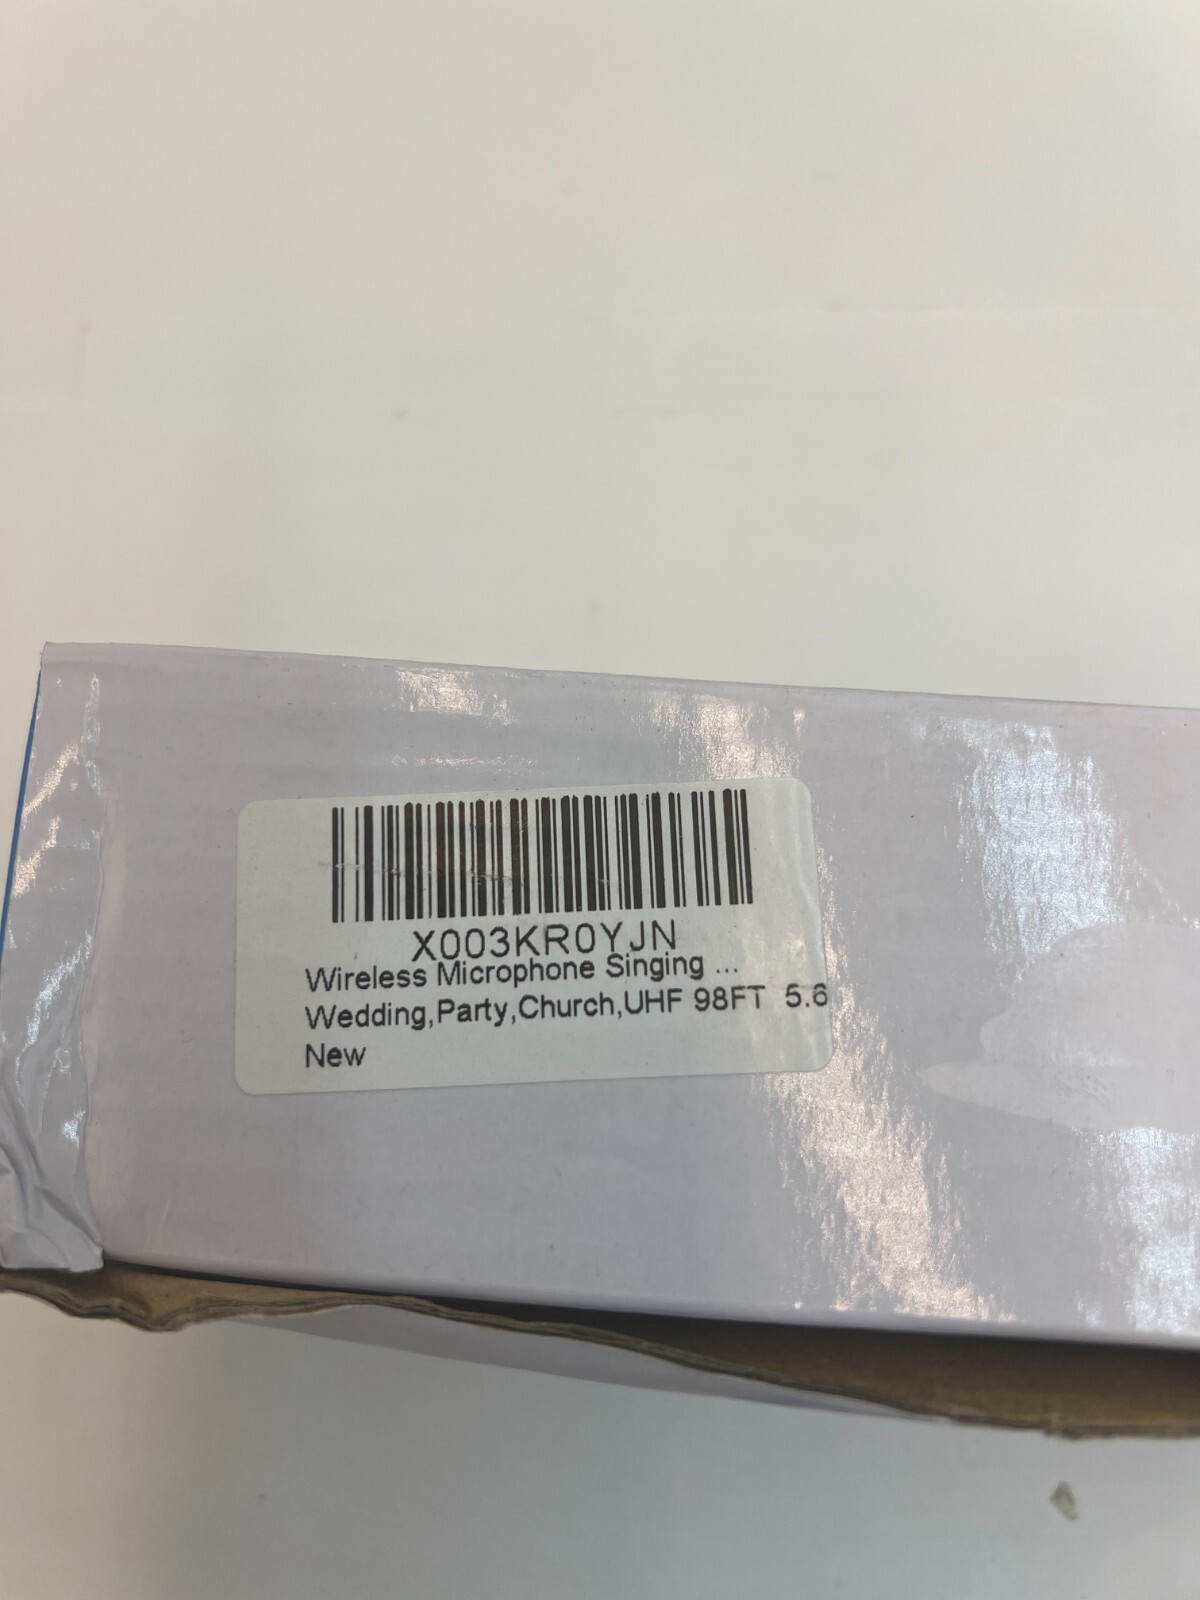 X003KR0YJN
Wireless Microphone Singing ...
Wedding,Party,Church,UHF 98FT 5.6
New